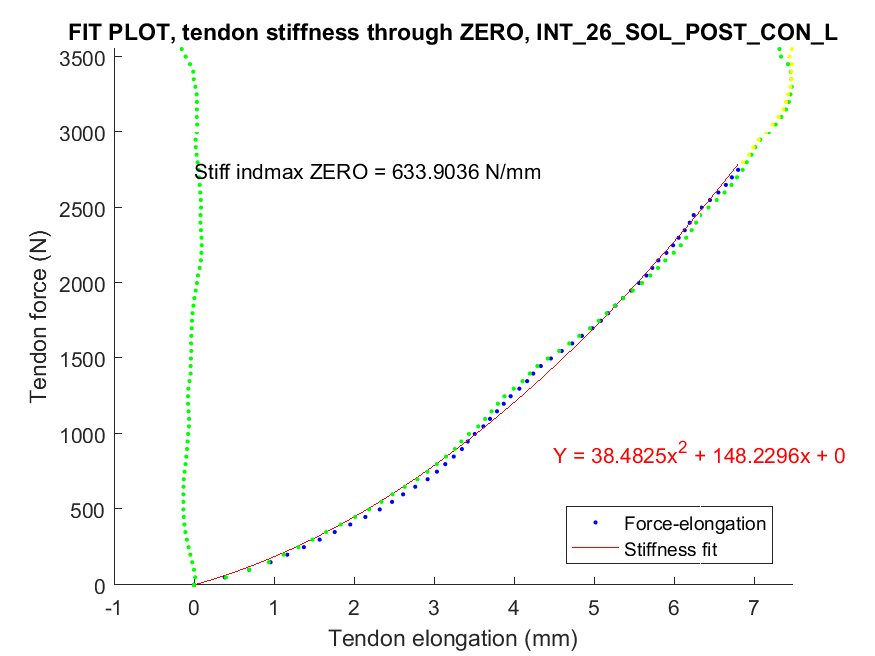 FIT PLOT, tendon stiffness through ZERO, INT_26_SOL_POST_CON_L
3500
3000
Stiff indmax ZERO = 633.9036 N/mm
2500
Tendon force (N)
2000
1500
1000
Y = 38.4825x² + 148.2296x + 0
500
Force-elongation
Stiffness fit
0
-1 0 1 2 3 4 5 6 7
Tendon elongation (mm)